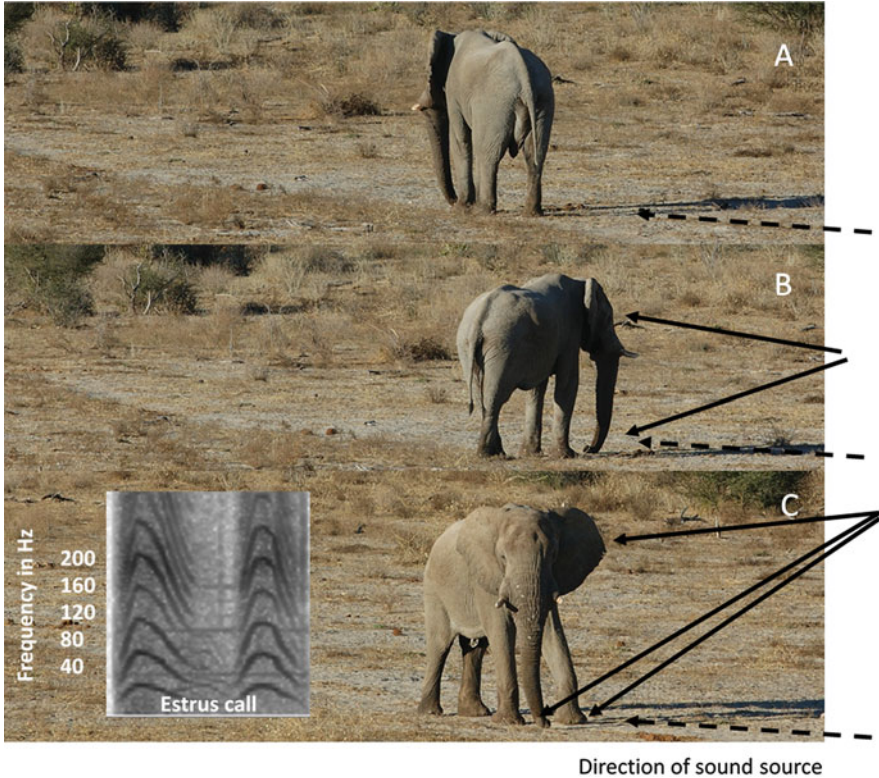 A
B
C
Frequency in Hz
200
160
120
80
40
Estrus call
Direction of sound source